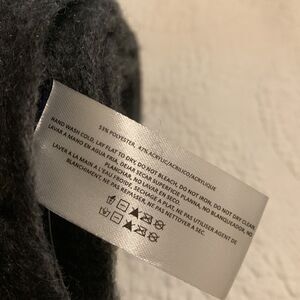 53% POLYESTER, 47% ACRYLIC/ACRILICO/ACRYLIQUE
HAND WASH COLD, LAY FLAT TO DRY, DO NOT BLEACH, DO NOT IRON, DO NOT DRY CLEAN.
LAVAR A MANO EN AGUA FRIA, DEJAR SECAR SUPERFICIE PLANA, NO BLANQUEADOR, NO
PLANCHAR, NO LAVAR EN SECO.
LAVER A LA MAIN A L'EAU FROIDE, SECHAGE A PLAT, NE PAS UTILISER AGENT DE
BLANCHIMENT, NE PAS REPASSER, NE PAS NETTOYER A SEC.